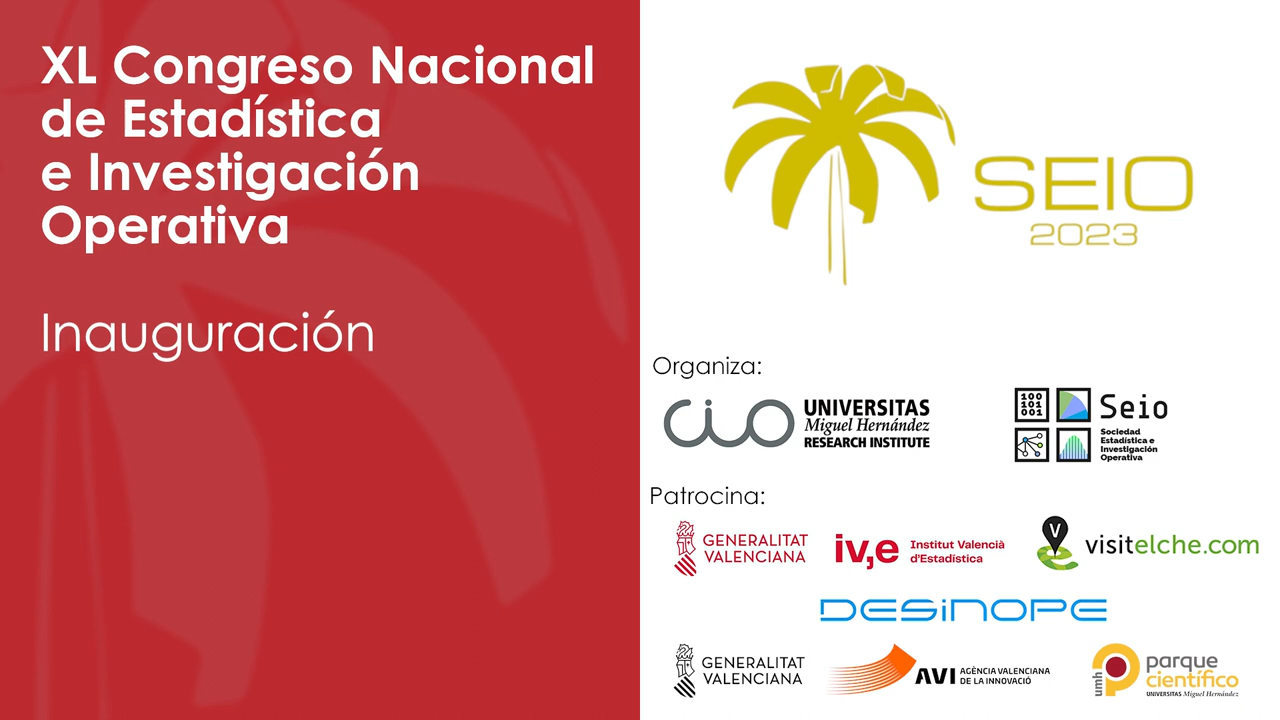 XL Congreso Nacional
de Estadística
e Investigación
Operativa
Inauguración
SEIO
2023
Organiza:
cio
UNIVERSITAS
Miguel Hernández
RESEARCH INSTITUTE
100
101
001
Seio
Sociedad
Estadística e
Investigación
Operativa
Patrocina:
GENERALITAT
VALENCIANA
iv,e
Institut Valencià
d'Estadística
V
visitelche.com
DESiNOPE
GENERALITAT
VALENCIANA
AVI
AGÈNCIA VALENCIANA
DE LA INNOVACIÓ
umh
parque
científico
UNIVERSITAS Miguel Hernández